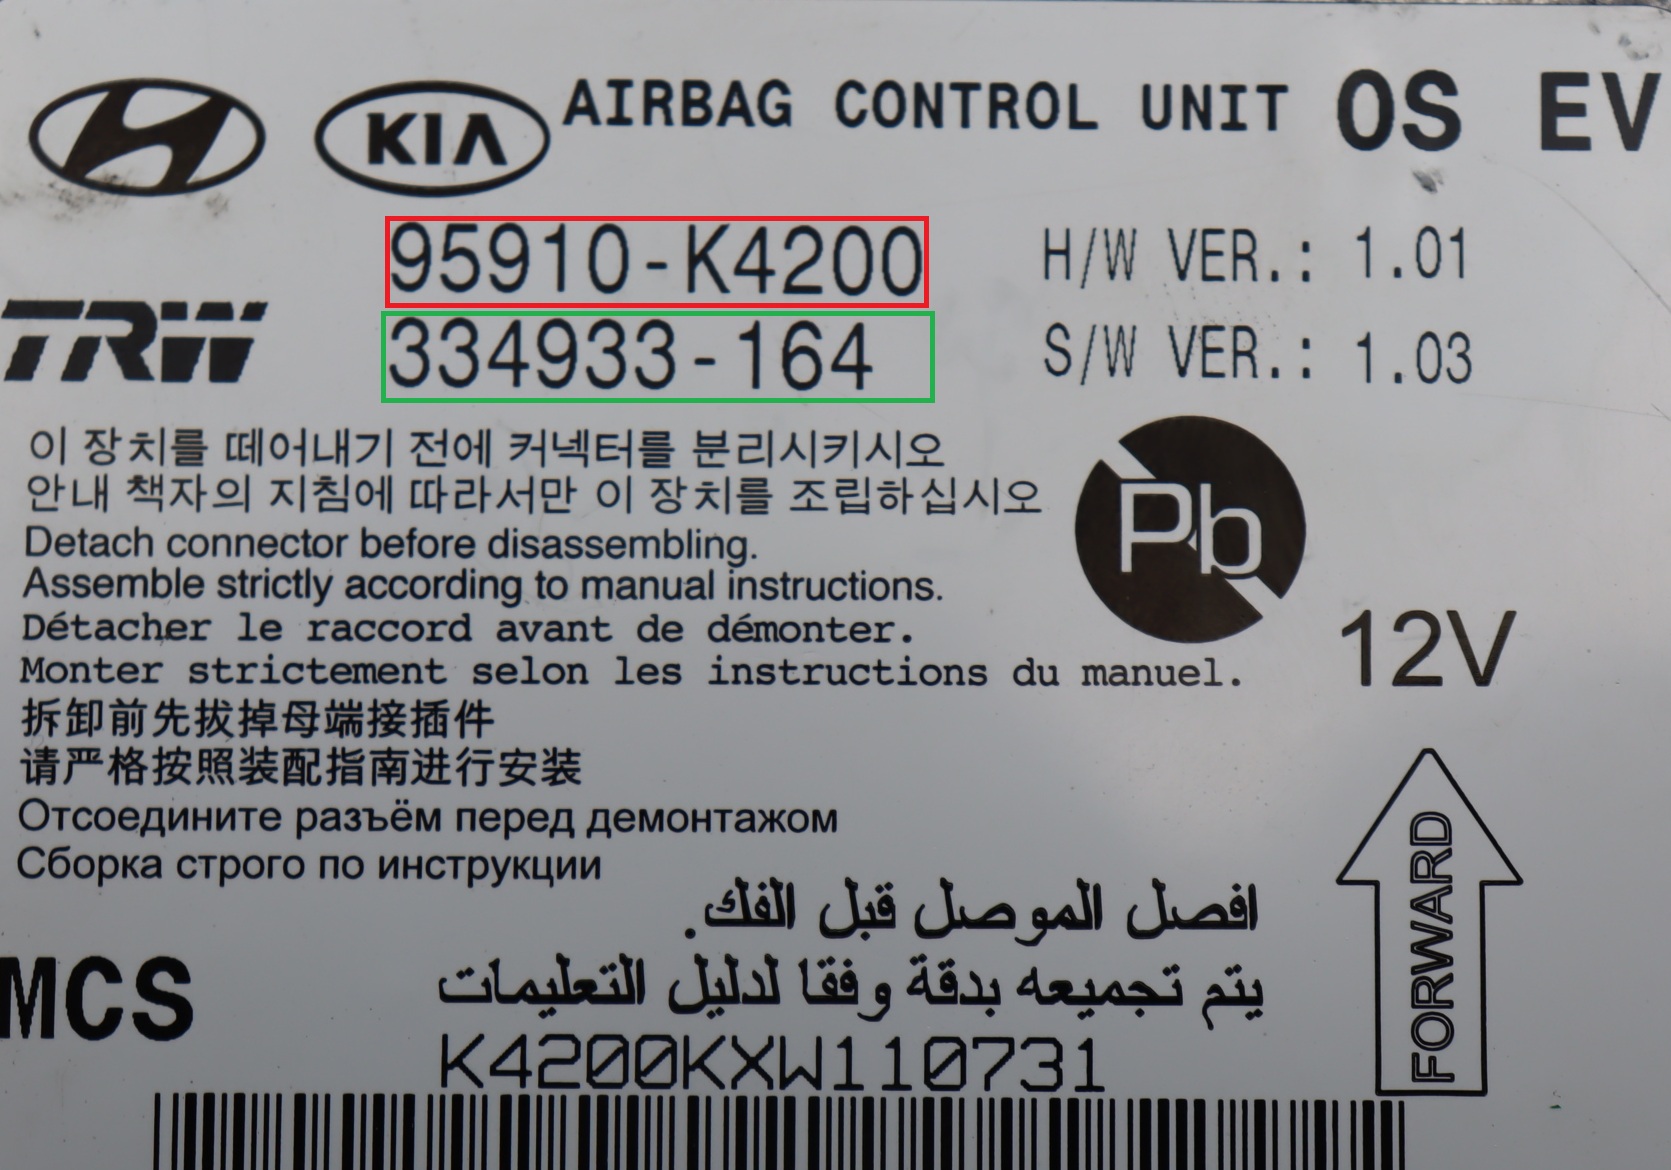 KIA AIRBAG CONTROL UNIT OS EV
95910-K4200 H/W VER.: 1.01
TRW 334933-164 S/W VER.: 1.03
이 장치를 떼어내기 전에 커넥터를 분리시키시오
안내 책자의 지침에 따라서만 이 장치를 조립하십시오
Detach connector before disassembling.
Assemble strictly according to manual instructions.
Pb
Détacher le raccord avant de démonter.
Monter strictement selon les instructions du manuel.
12V
拆卸前先拔掉母端接插件
请严格按照装配指南进行安装
Отсоедините разъём перед демонтажом
Сборка строго по инструкции
FORWARD
افصل الموصل قبل الفك.
يتم تجميعه بدقة وفقا لدليل التعليمات
MCS
K4200KXW110731